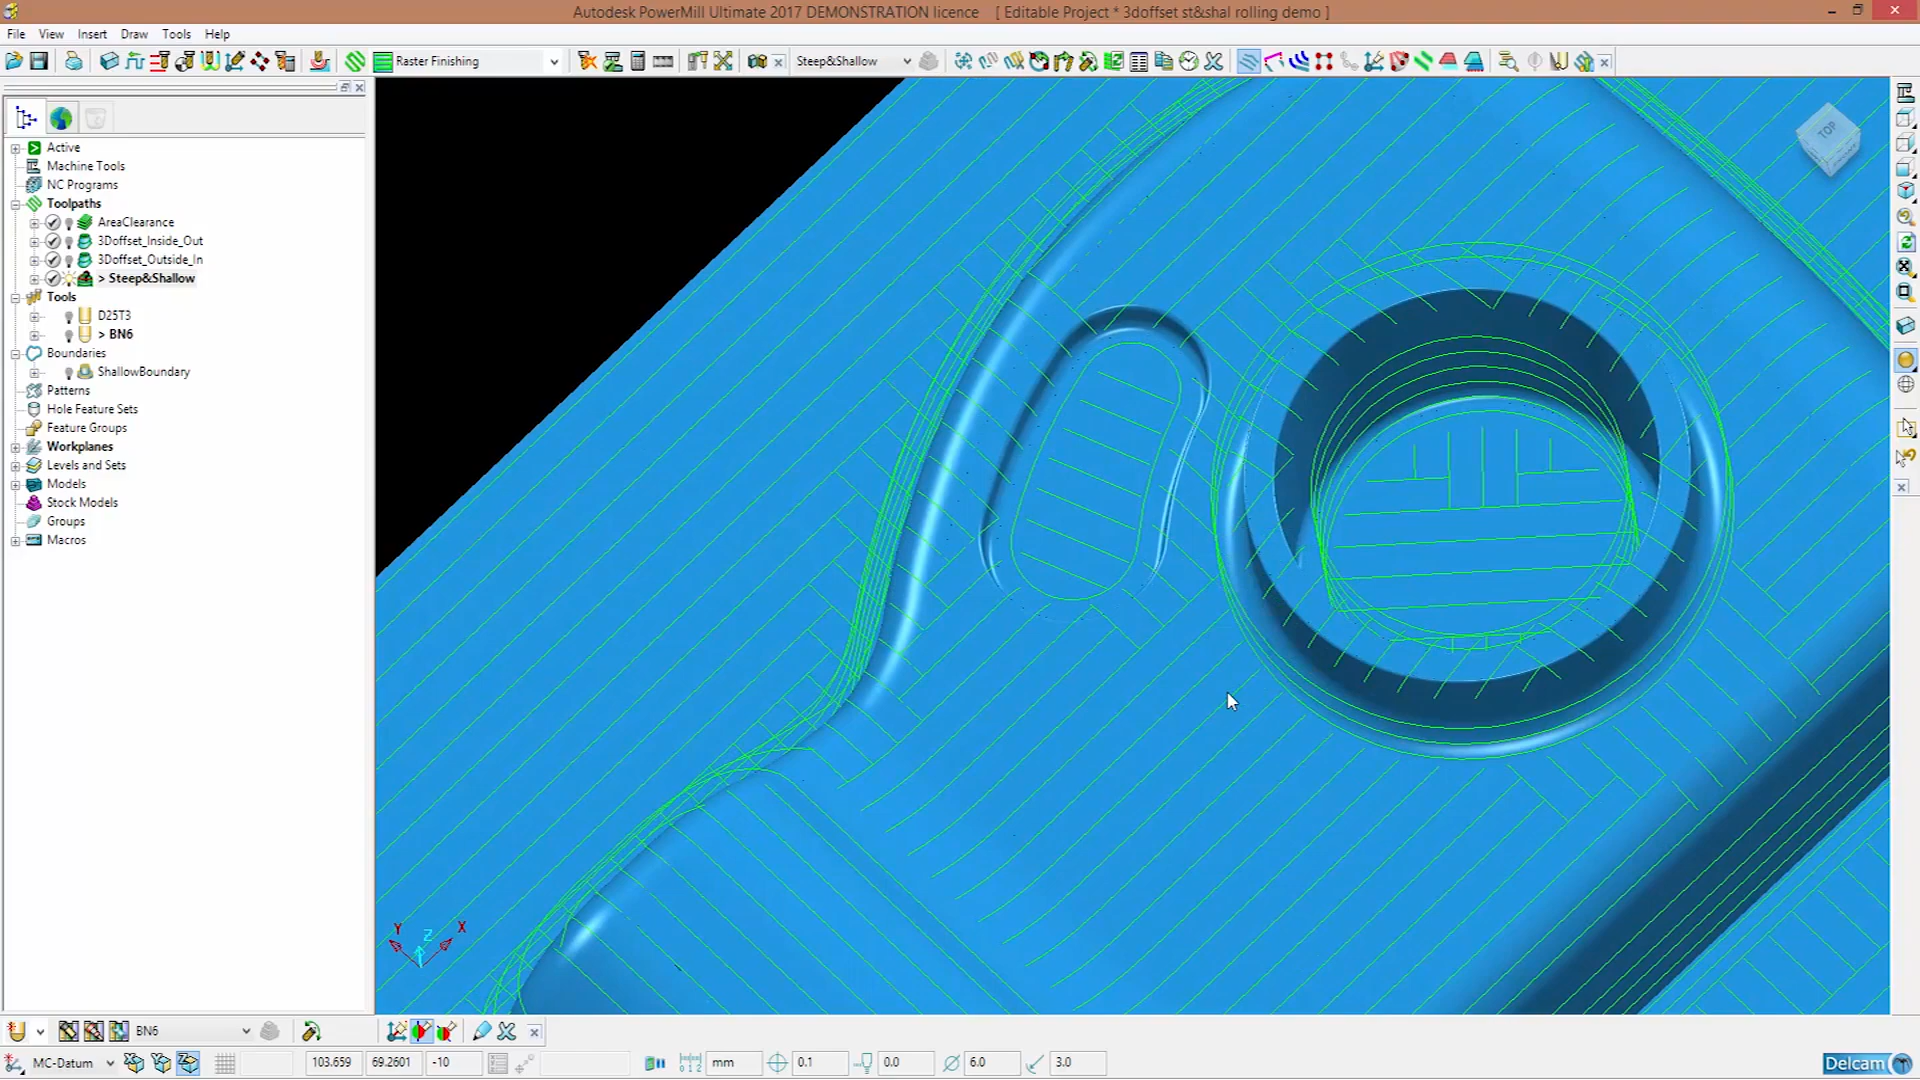 Autodesk PowerMill Ultimate 2017 DEMONSTRATION licence [ Editable Project * 3doffset st&shal rolling demo ]
File View Insert Draw Tools Help
Raster Finishing Steep&Shallow
Active
Machine Tools
NC Programs
Toolpaths
AreaClearance
3Doffset_Inside_Out
3Doffset_Outside_In
> Steep&Shallow
Tools
D25T3
> BN6
Boundaries
ShallowBoundary
Patterns
Hole Feature Sets
Feature Groups
Workplanes
Levels and Sets
Models
Stock Models
Groups
Macros
TOP
Y Z X
BN6
MC-Datum 103.659 69.2601 -10 mm 0.1 0.0 6.0 3.0 Delcam